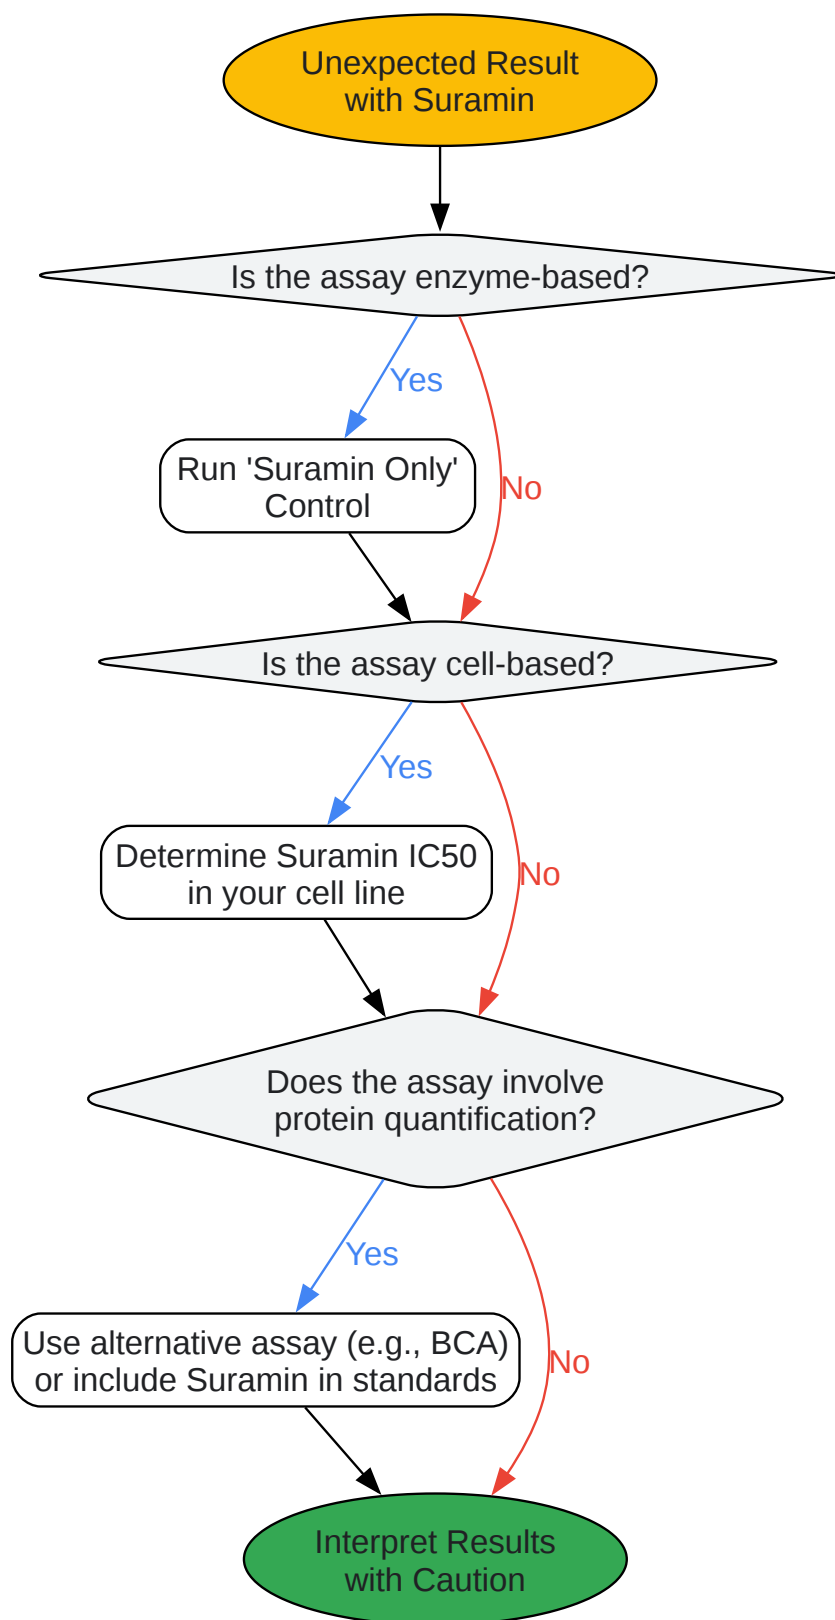 Unexpected Result
with Suramin
Is the assay enzyme-based?
Yes
Run 'Suramin Only'
Control
No
Is the assay cell-based?
Yes
Determine Suramin IC50
in your cell line
No
Does the assay involve
protein quantification?
Yes
Use alternative assay (e.g., BCA)
or include Suramin in standards
No
Interpret Results
with Caution